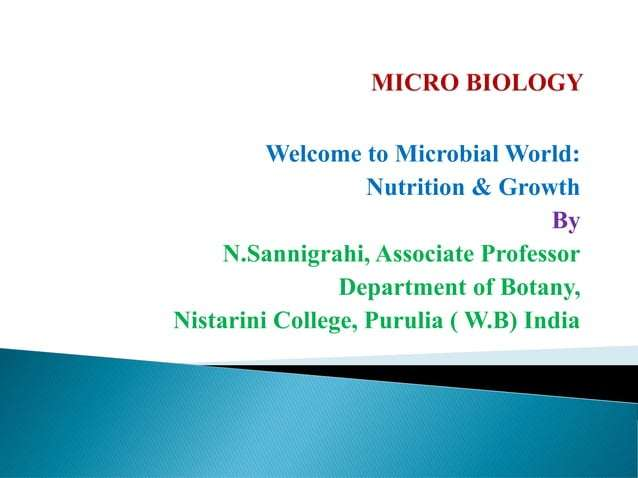 MICRO BIOLOGY
Welcome to Microbial World:
Nutrition & Growth
By
N.Sannigrahi, Associate Professor
Department of Botany,
Nistarini College, Purulia ( W.B) India